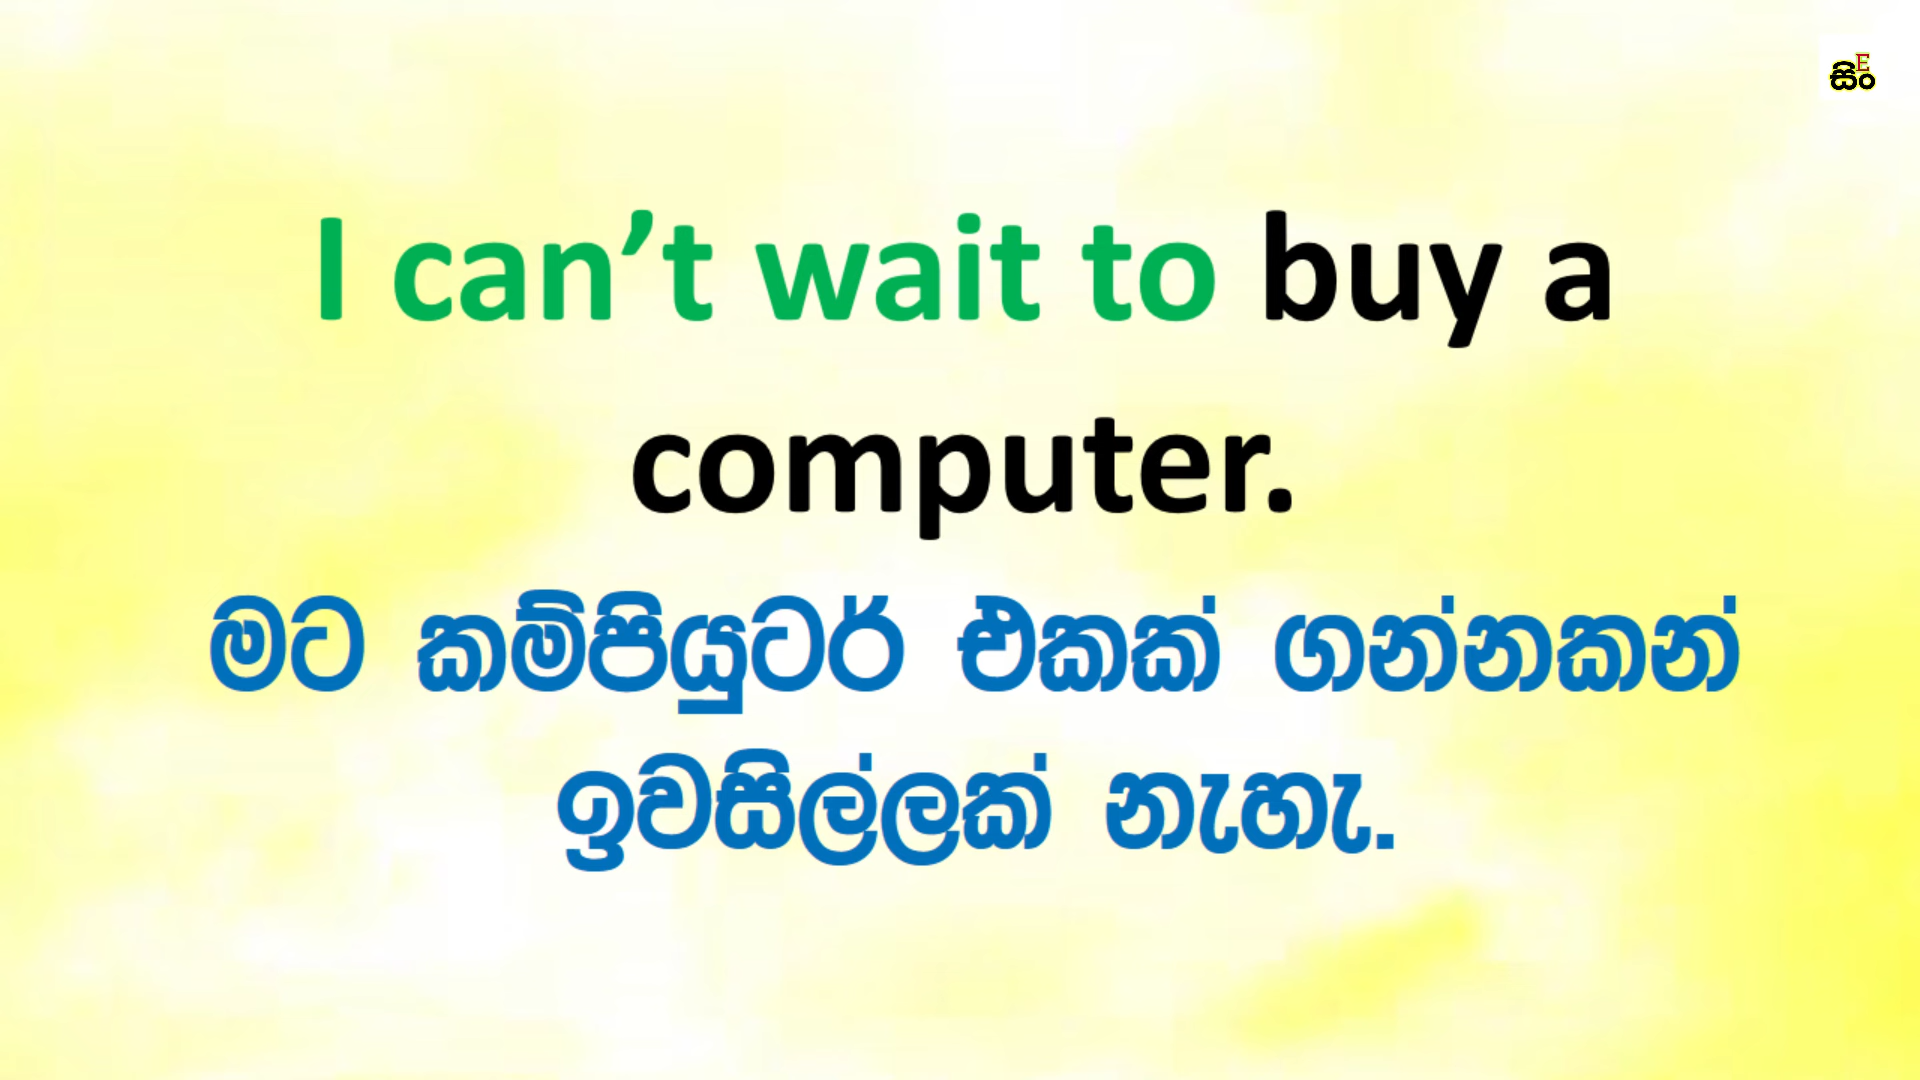 සිං
E
I can’t wait to buy a
computer.
මට කම්පියුටර් එකක් ගන්නකන්
ඉවසිල්ලක් නැහැ.